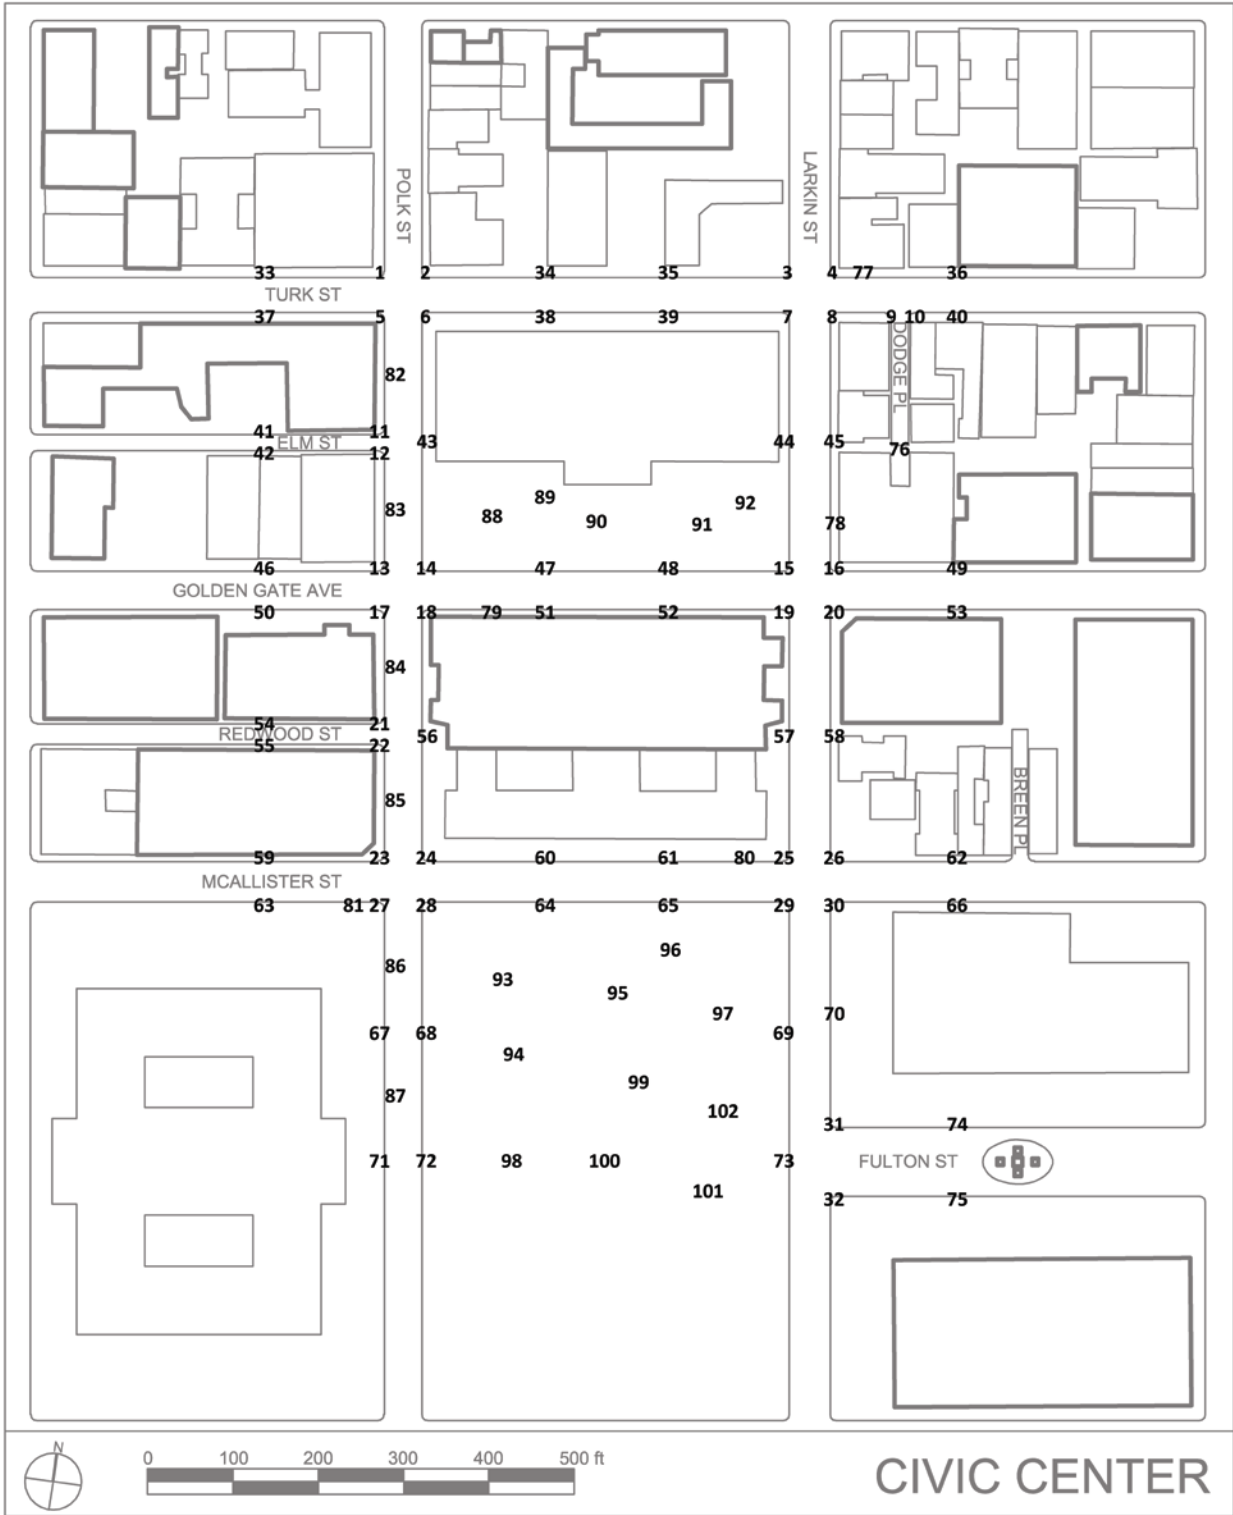 POLK ST
LARKIN ST
33 1 2 34 35 3 4 77 36
TURK ST
37 5 6 38 39 7 8 9 10 40
DODGE PL
82
41 11 43 44 45
ELM ST
42 12 76
89 92
83 88 90 91 78
46 13 14 47 48 15 16 49
GOLDEN GATE AVE
50 17 18 79 51 52 19 20 53
84
54 21
REDWOOD ST
56 57 58
55 22
BREEN PL
85
59 23 24 60 61 80 25 26 62
MCALLISTER ST
63 81 27 28 64 65 29 30 66
96
86 93 95
97 70
67 68 69
94
87 99
102
31 74
71 72 98 100 73 FULTON ST
101
32 75
N
0 100 200 300 400 500 ft
CIVIC CENTER